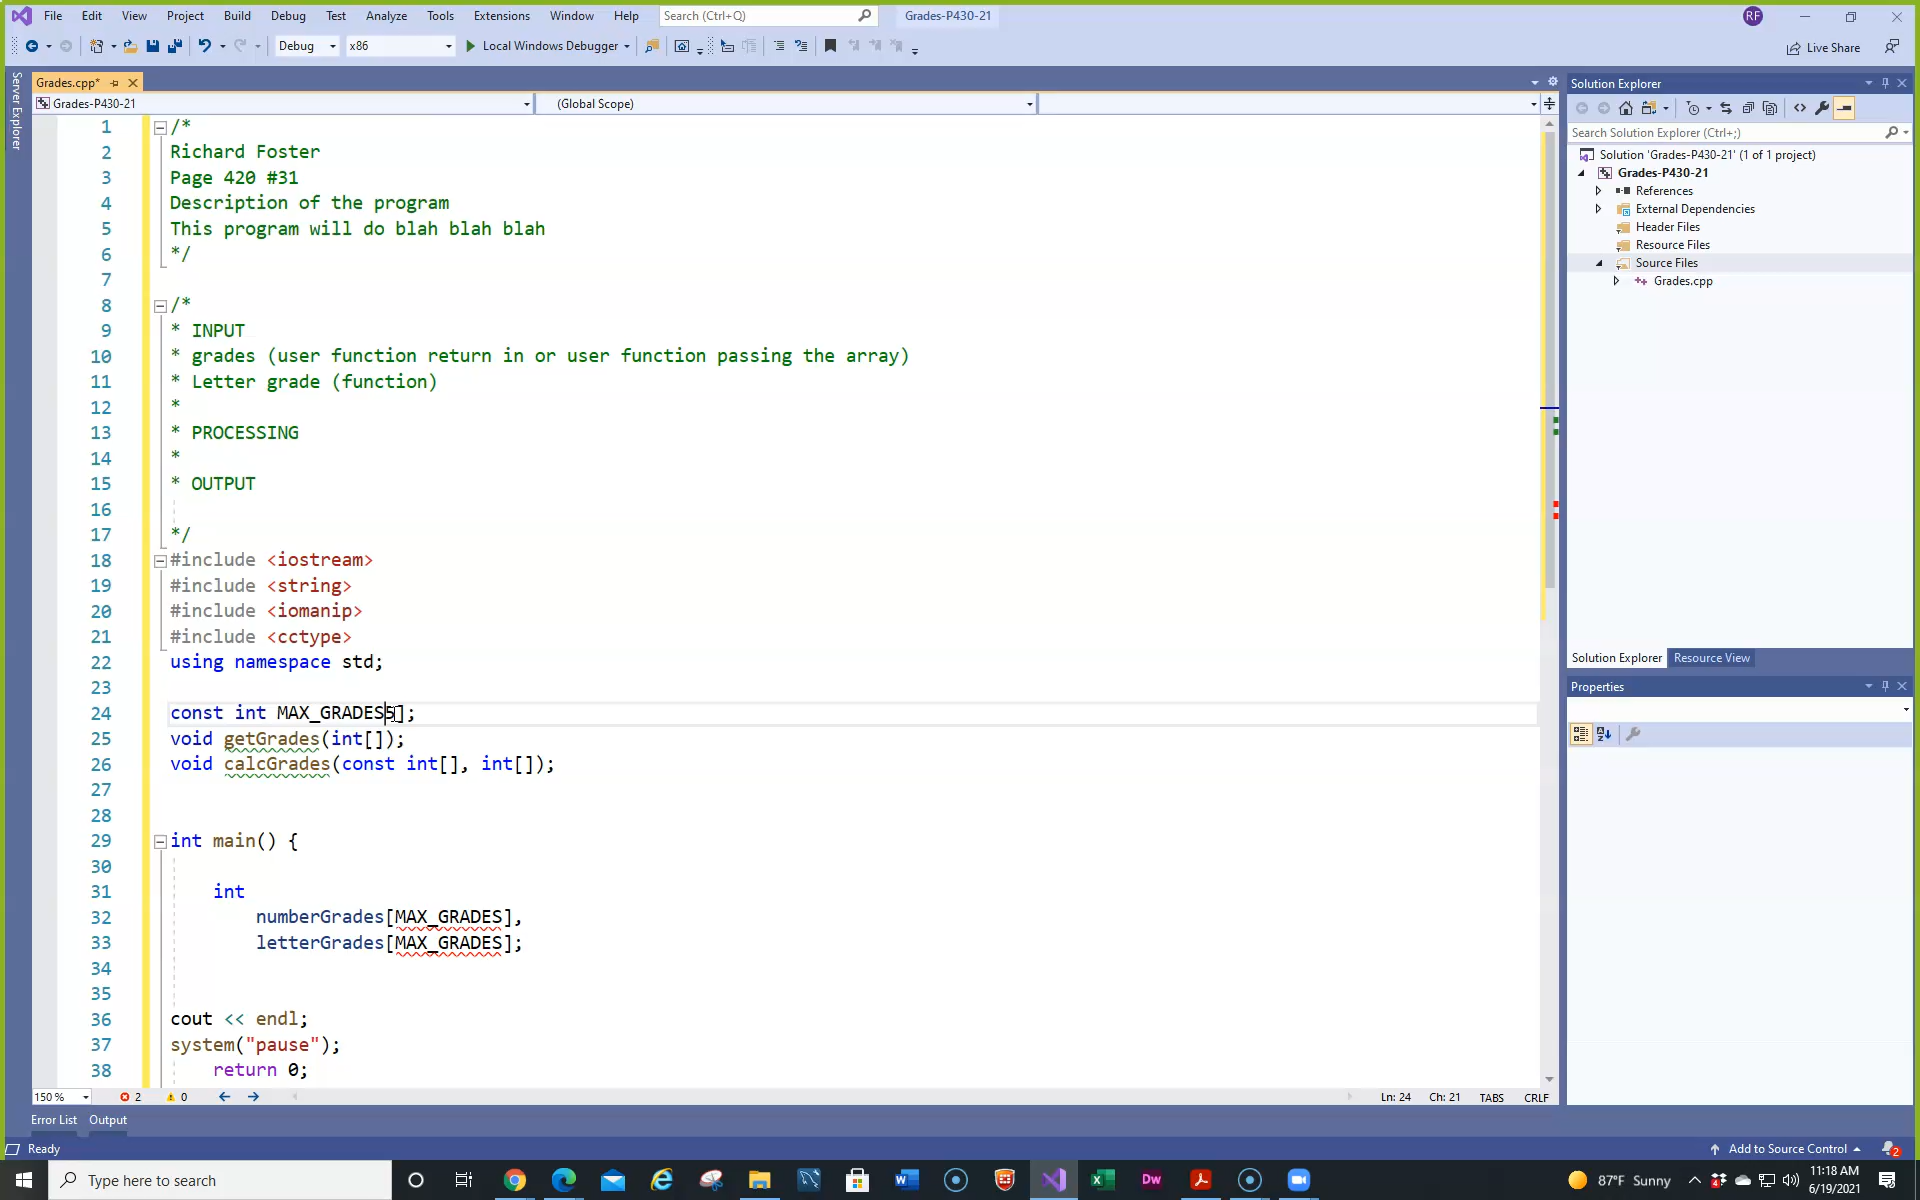 File Edit View Project Build Debug Test Analyze Tools Extensions Window Help Search (Ctrl+Q) Grades-P430-21 RF
Debug x86 Local Windows Debugger Live Share
Server Explorer
Grades.cpp*
Grades-P430-21 (Global Scope)
1 /*
2 Richard Foster
3 Page 420 #31
4 Description of the program
5 This program will do blah blah blah
6 */
7
8 /*
9 * INPUT
10 * grades (user function return in or user function passing the array)
11 * Letter grade (function)
12 *
13 * PROCESSING
14 *
15 * OUTPUT
16
17 */
18 #include <iostream>
19 #include <string>
20 #include <iomanip>
21 #include <cctype>
22 using namespace std;
23
24 const int MAX_GRADES5];
25 void getGrades(int[]);
26 void calcGrades(const int[], int[]);
27
28
29 int main() {
30
31 int
32 numberGrades[MAX_GRADES],
33 letterGrades[MAX_GRADES];
34
35
36 cout << endl;
37 system("pause");
38 return 0;
150 % 2 0 Ln: 24 Ch: 21 TABS CRLF
Error List Output
Solution Explorer
Search Solution Explorer (Ctrl+;)
Solution 'Grades-P430-21' (1 of 1 project)
Grades-P430-21
References
External Dependencies
Header Files
Resource Files
Source Files
Grades.cpp
Solution Explorer Resource View
Properties
Ready Add to Source Control 2
Type here to search 87°F Sunny 11:18 AM
6/19/2021